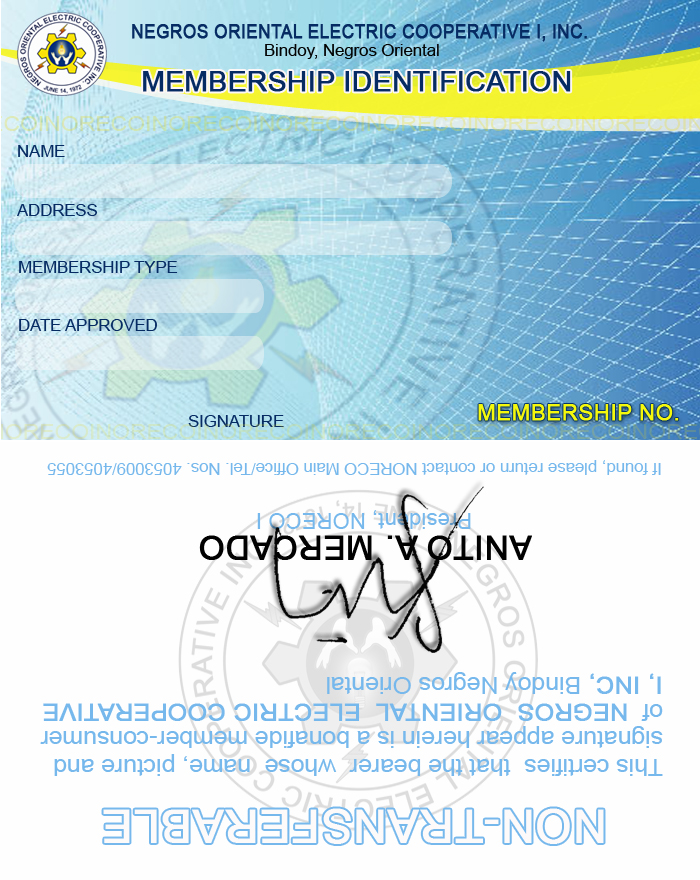 NEGROS ORIENTAL ELECTRIC COOPERATIVE I, INC.
Bindoy, Negros Oriental
MEMBERSHIP IDENTIFICATION
NEGROS ORIENTAL ELECTRIC COOPERATIVE INC
JUNE 14, 1972
NAME
ADDRESS
MEMBERSHIP TYPE
DATE APPROVED
SIGNATURE
MEMBERSHIP NO.
NON-TRANSFERABLE
This certifies that the bearer whose name, picture and
signature appear herein is a bonafide member-consumer
of NEGROS ORIENTAL ELECTRIC COOPERATIVE
I, INC, Bindoy Negros Oriental
ANITO A. MERCADO
President, NORECO I
If found, please return or contact NORECO Main Office/Tel. Nos. 4053009/4053055